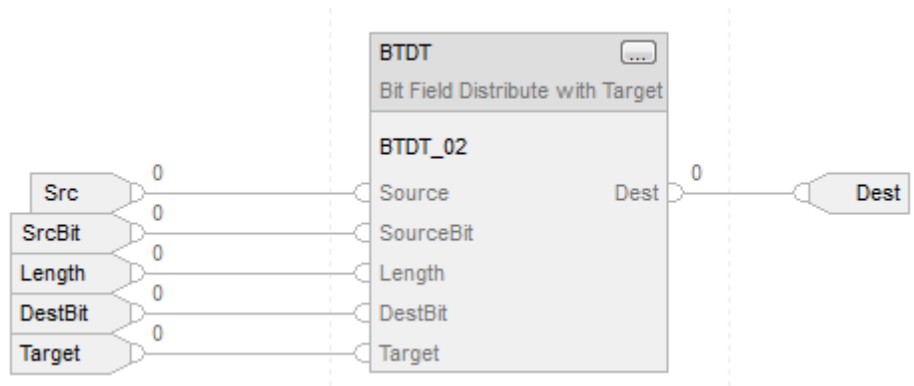 BTDT
...
Bit Field Distribute with Target
BTDT_02
Src 0 Source Dest 0 Dest
SrcBit 0 SourceBit
Length 0 Length
DestBit 0 DestBit
Target 0 Target